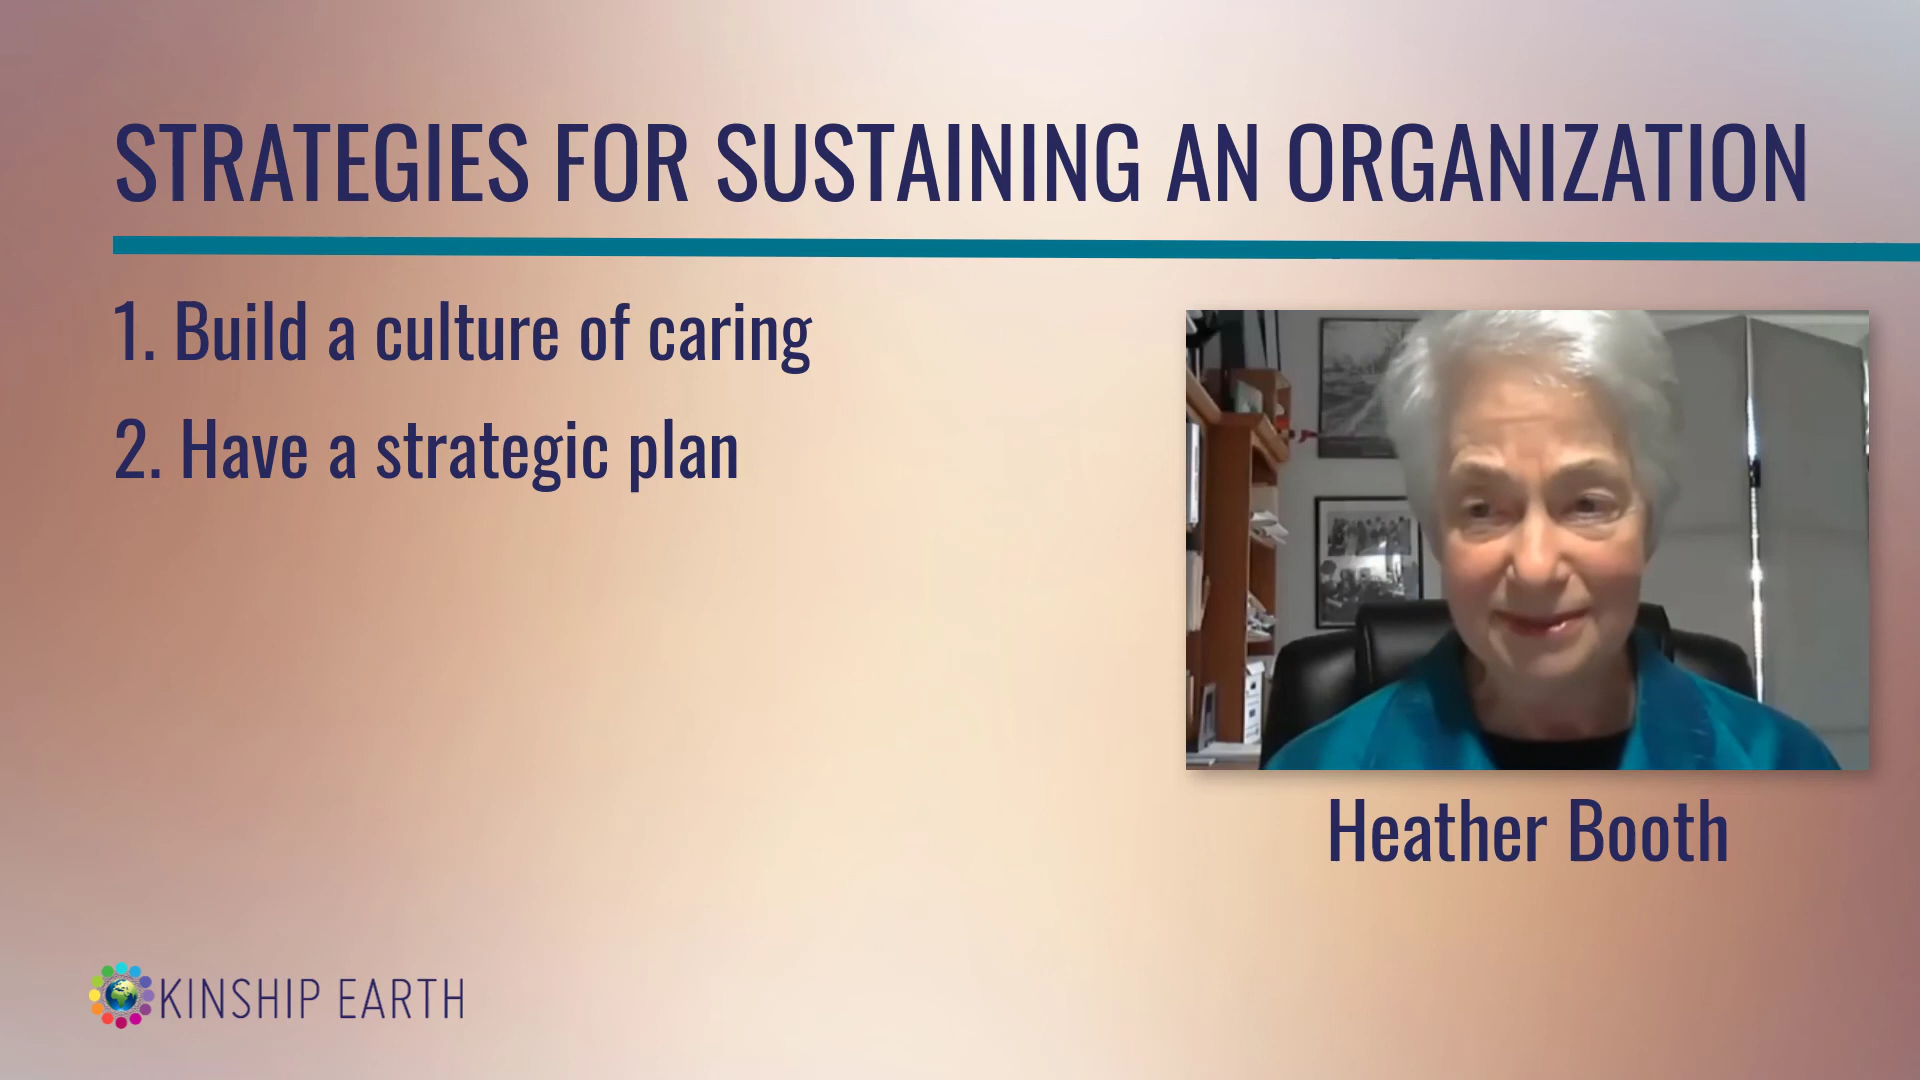 STRATEGIES FOR SUSTAINING AN ORGANIZATION
1. Build a culture of caring
2. Have a strategic plan
Heather Booth
KINSHIP EARTH